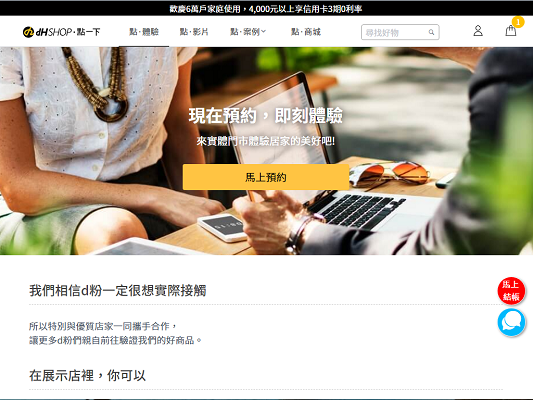 歡慶6萬戶家庭使用，4,000元以上享信用卡3期0利率
dH SHOP·點一下
點·體驗
點·影片
點·案例
點·商城
尋找好物
1
現在預約，即刻體驗
來實體門市體驗居家的美好吧!
馬上預約
我們相信d粉一定很想實際接觸
所以特別與優質店家一同攜手合作，
讓更多d粉們親自前往驗證我們的好商品。
馬上
結帳
在展示店裡，你可以